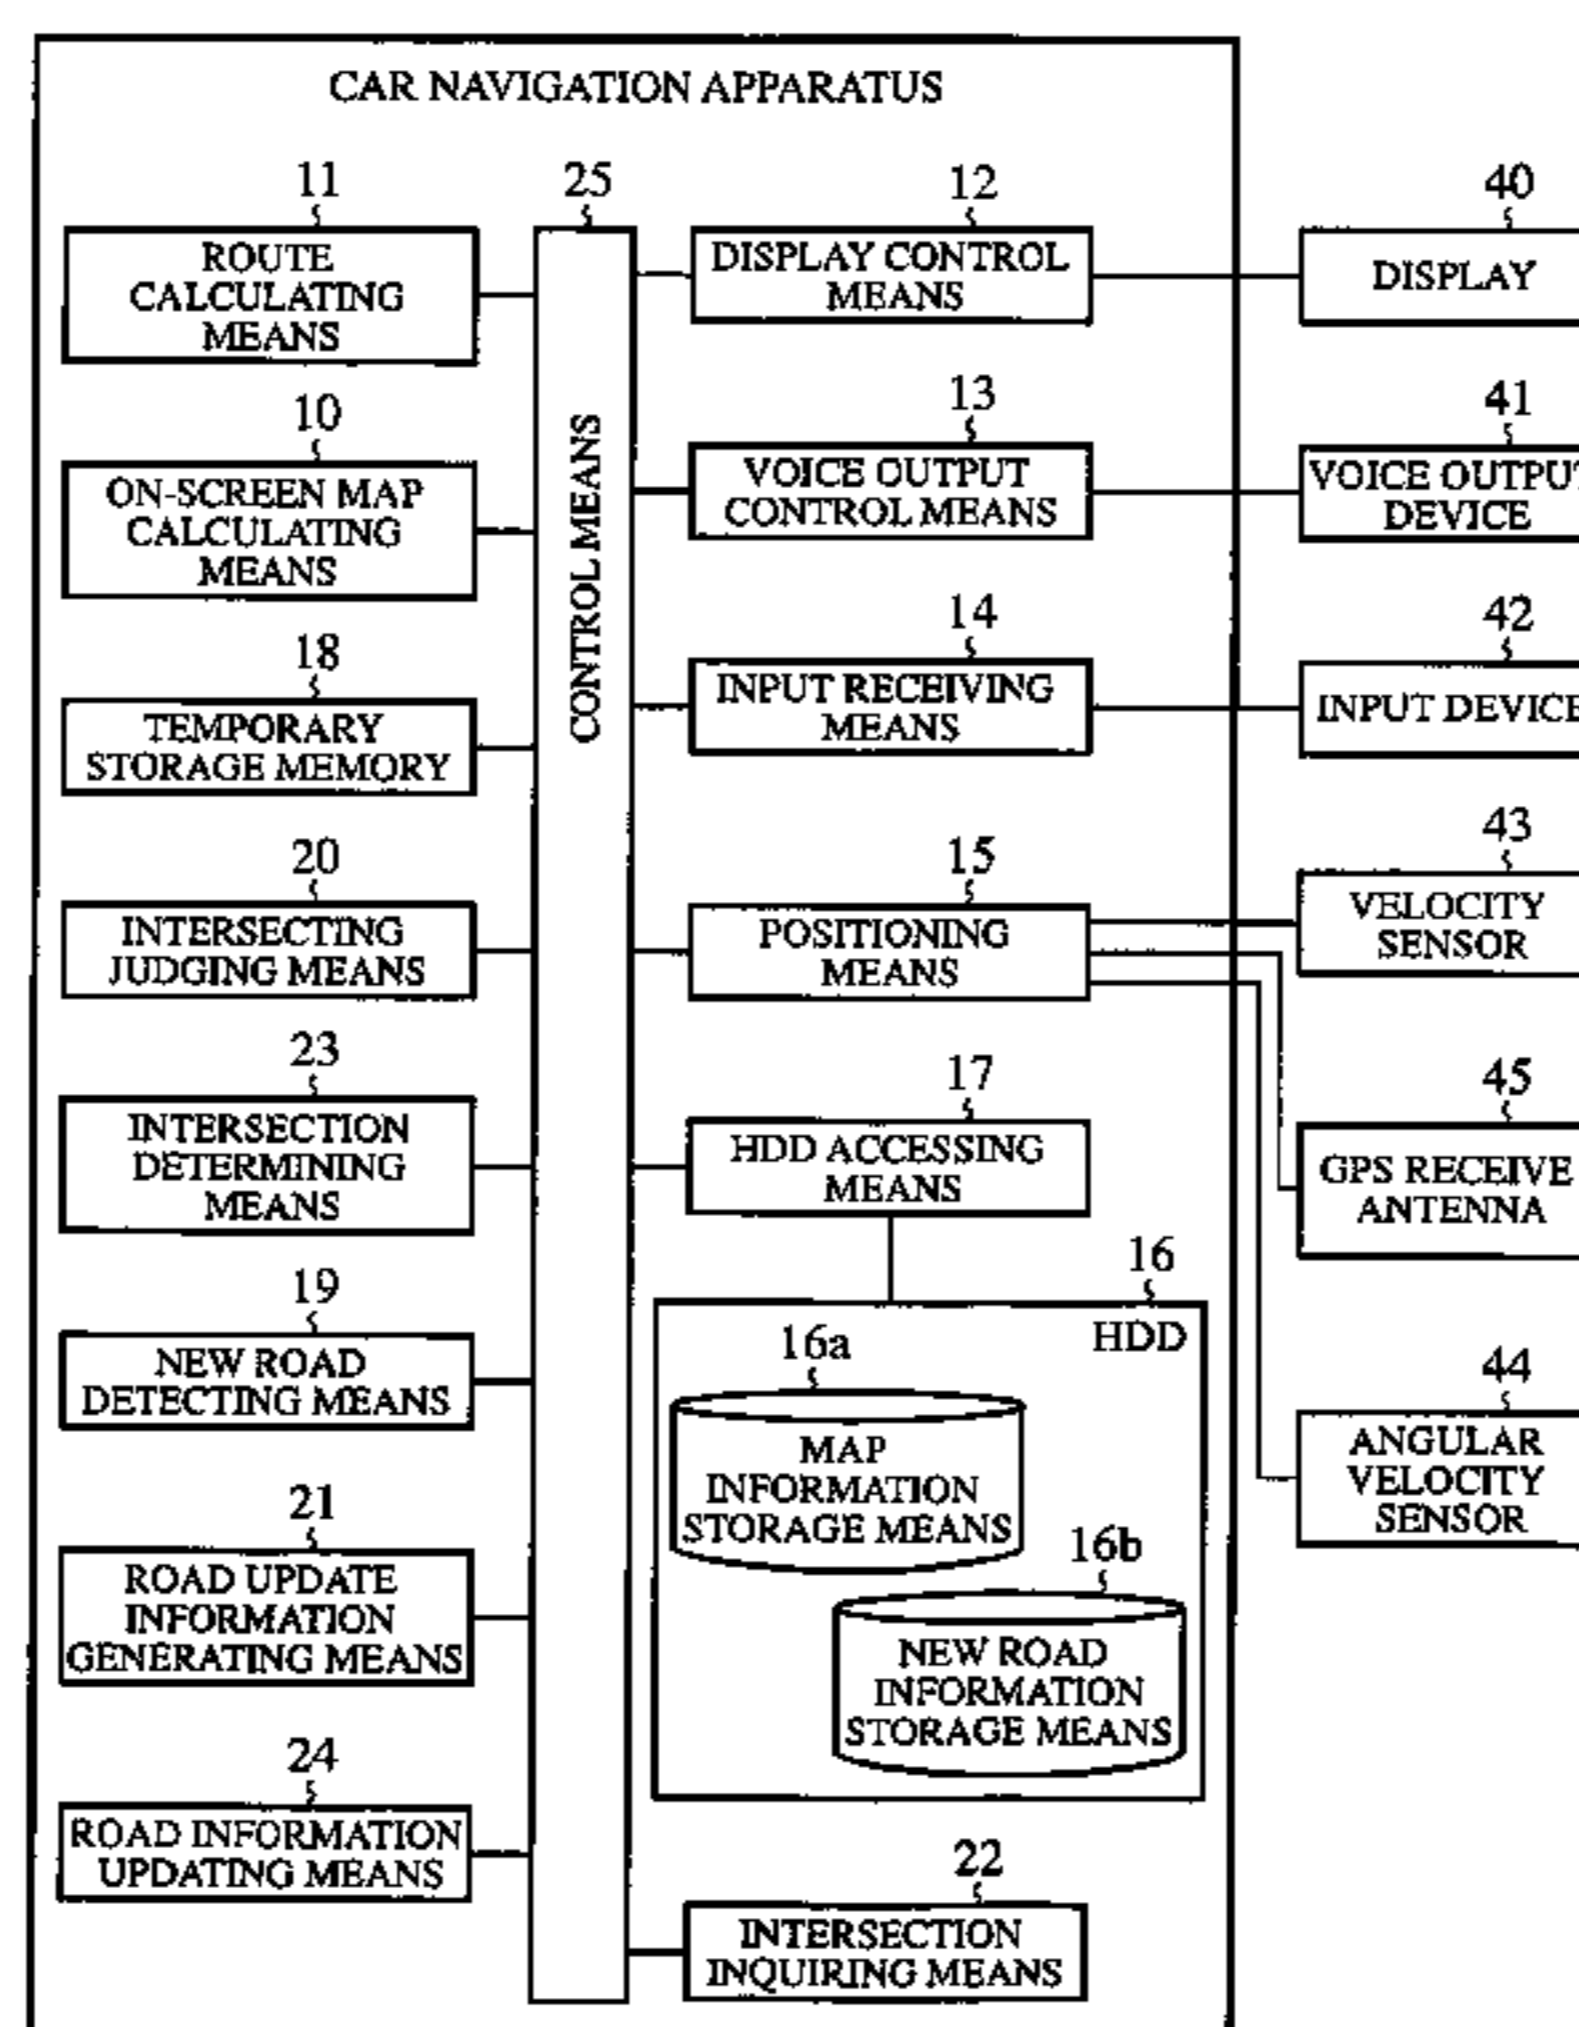 CAR NAVIGATION APPARATUS
11
ROUTE
CALCULATING
MEANS
10
ON-SCREEN MAP
CALCULATING
MEANS
18
TEMPORARY
STORAGE MEMORY
20
INTERSECTING
JUDGING MEANS
23
INTERSECTION
DETERMINING
MEANS
19
NEW ROAD
DETECTING MEANS
21
ROAD UPDATE
INFORMATION
GENERATING MEANS
24
ROAD INFORMATION
UPDATING MEANS
25
CONTROL MEANS
12
DISPLAY CONTROL
MEANS
13
VOICE OUTPUT
CONTROL MEANS
14
INPUT RECEIVING
MEANS
15
POSITIONING
MEANS
17
HDD ACCESSING
MEANS
16
HDD
16a
MAP
INFORMATION
STORAGE MEANS
16b
NEW ROAD
INFORMATION
STORAGE MEANS
22
INTERSECTION
INQUIRING MEANS
40
DISPLAY
41
VOICE OUTPUT
DEVICE
42
INPUT DEVICE
43
VELOCITY
SENSOR
45
GPS RECEIVE
ANTENNA
44
ANGULAR
VELOCITY
SENSOR